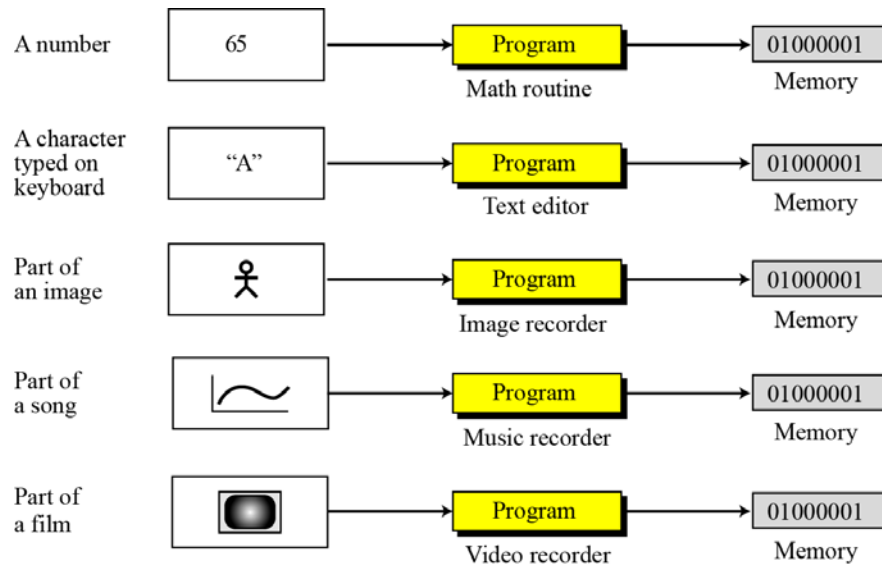 A number
65
Program
01000001
Math routine
Memory
A character
typed on
keyboard
“A”
Program
01000001
Text editor
Memory
Part of
an image
Program
01000001
Image recorder
Memory
Part of
a song
Program
01000001
Music recorder
Memory
Part of
a film
Program
01000001
Video recorder
Memory